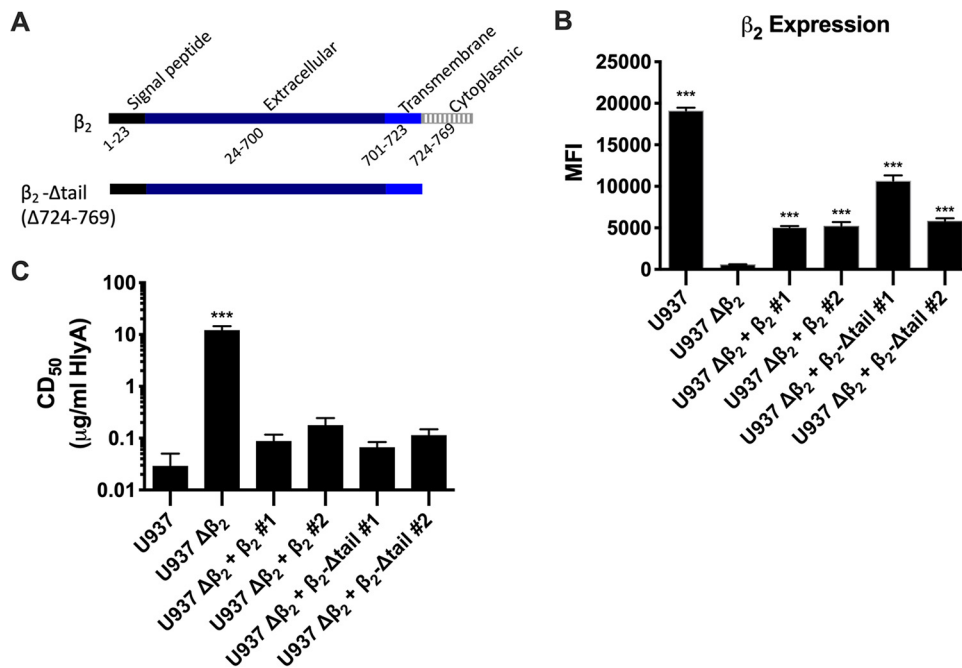 A
Signal peptide
Extracellular
Transmembrane
Cytoplasmic
β2
1-23
24-700
701-723
724-769
β2 -Δtail
(Δ724-769)
B
β2 Expression
MFI
25000
20000
15000
10000
5000
0
***
***
***
***
***
U937
U937 Δβ2
U937 Δβ2 + β2 #1
U937 Δβ2 + β2 #2
U937 Δβ2 + β2-Δtail #1
U937 Δβ2 + β2-Δtail #2
C
CD50
(μg/ml HlyA)
100
10
1
0.1
0.01
***
U937
U937 Δβ2
U937 Δβ2 + β2 #1
U937 Δβ2 + β2 #2
U937 Δβ2 + β2-Δtail #1
U937 Δβ2 + β2-Δtail #2